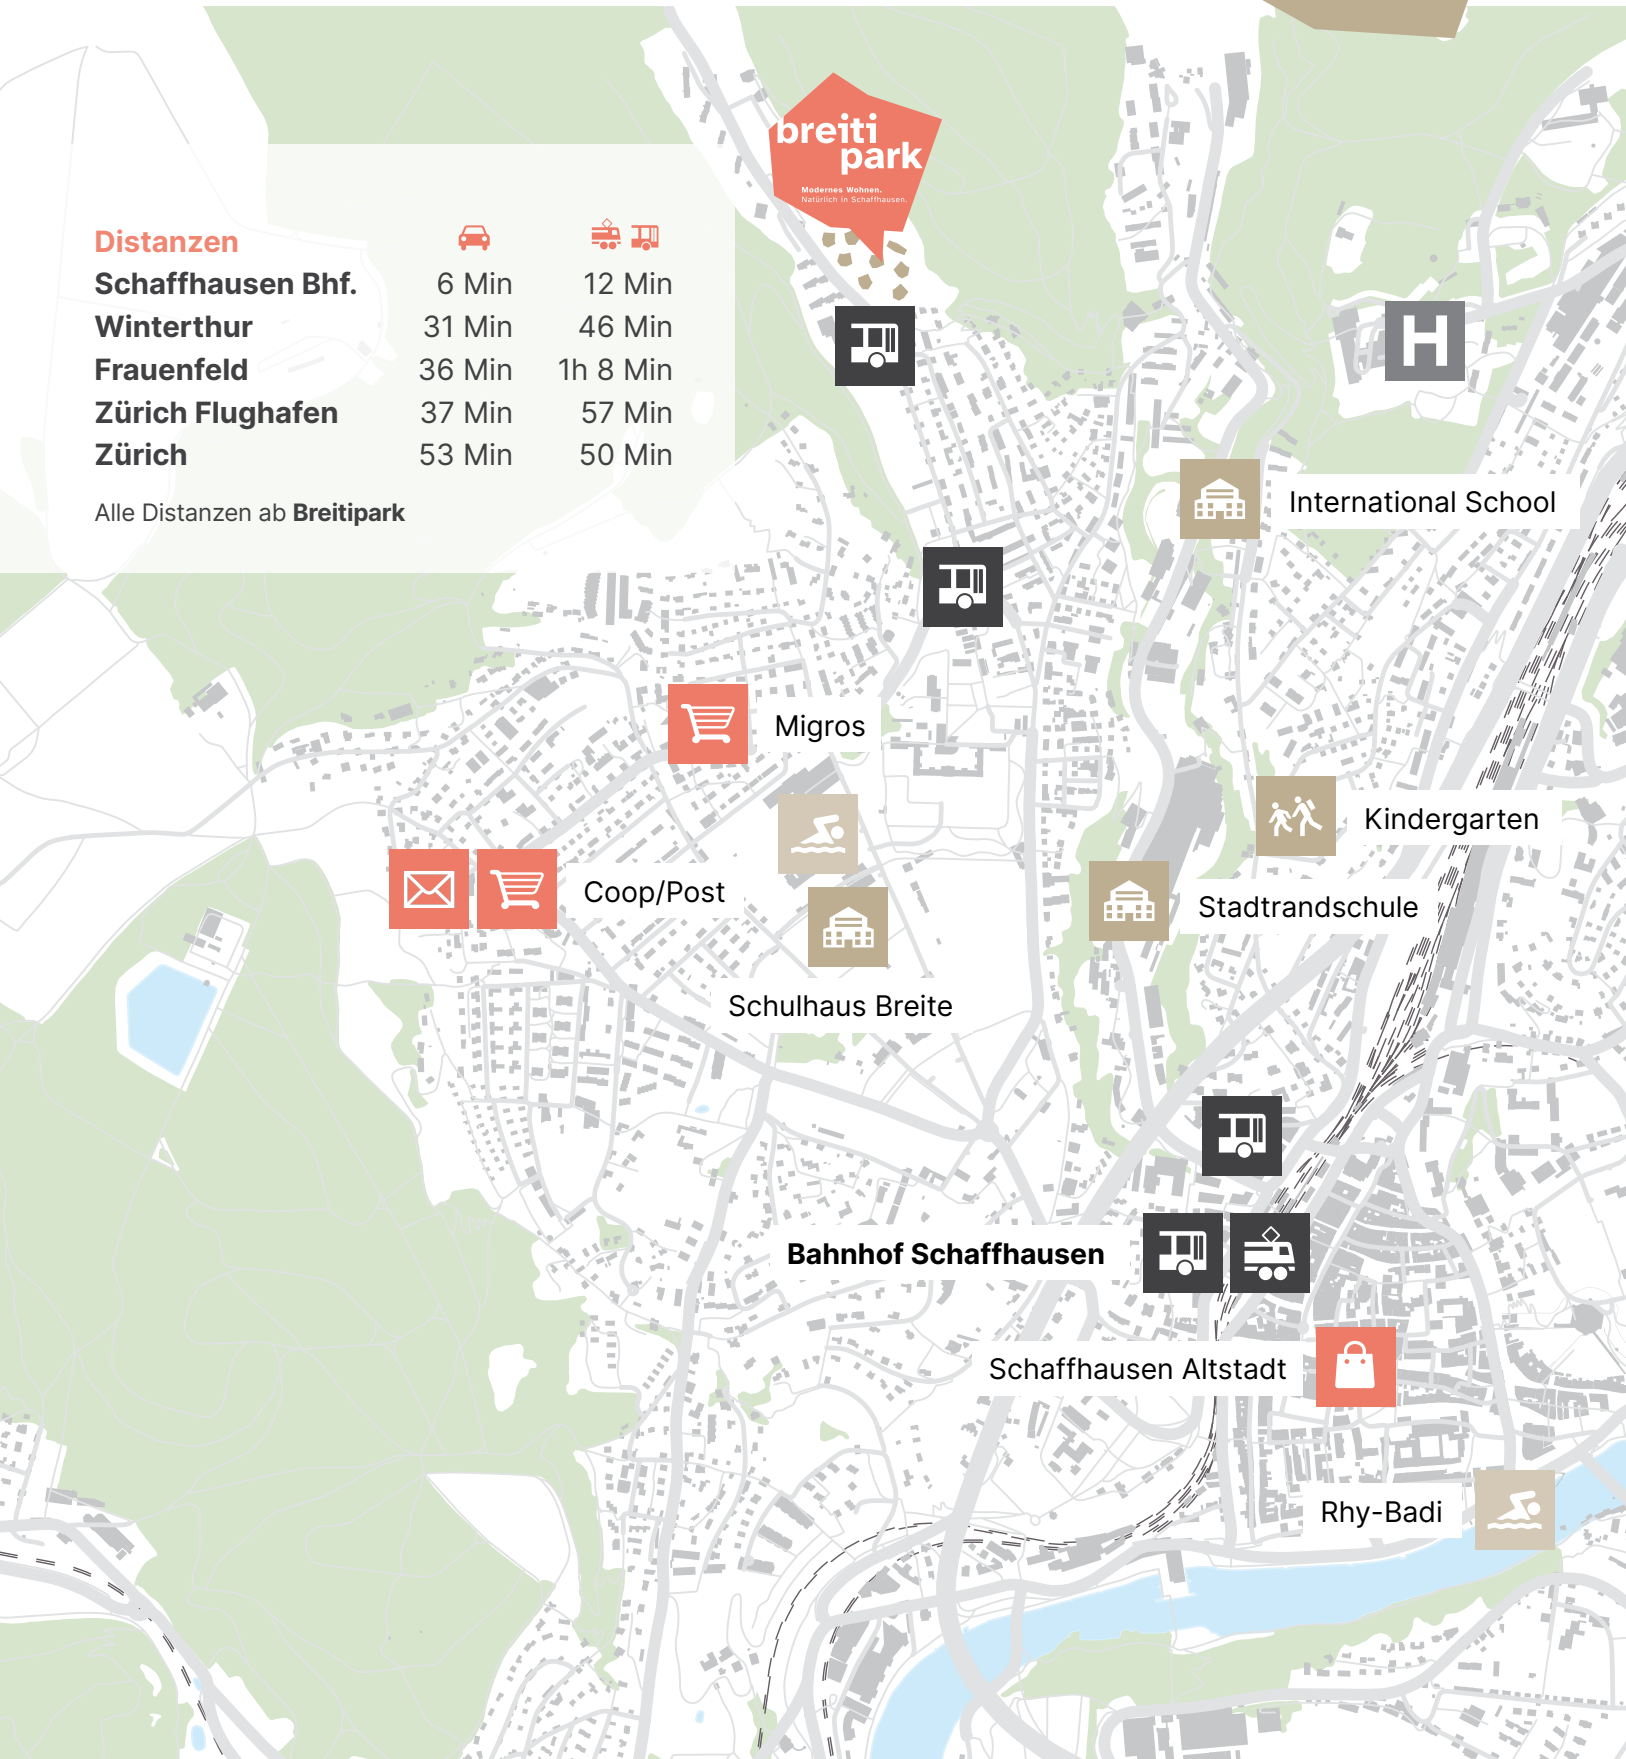 breiti
park
Modernes Wohnen.
Natürlich in Schaffhausen.
Distanzen
Schaffhausen Bhf. 6 Min 12 Min
Winterthur 31 Min 46 Min
Frauenfeld 36 Min 1h 8 Min
Zürich Flughafen 37 Min 57 Min
Zürich 53 Min 50 Min
Alle Distanzen ab Breitipark
H
International School
Migros
Kindergarten
Coop/Post
Stadtrandschule
Schulhaus Breite
Bahnhof Schaffhausen
Schaffhausen Altstadt
Rhy-Badi